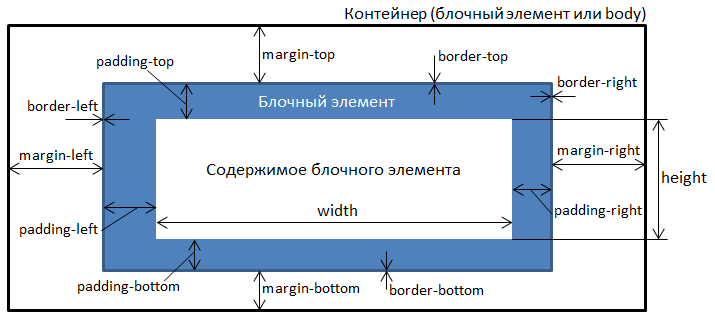 Контейнер (блочный элемент или body)
margin-top
border-top
padding-top
border-right
border-left
Блочный элемент
margin-left
margin-right
Содержимое блочного элемента
height
width
padding-left
padding-right
padding-bottom
margin-bottom
border-bottom